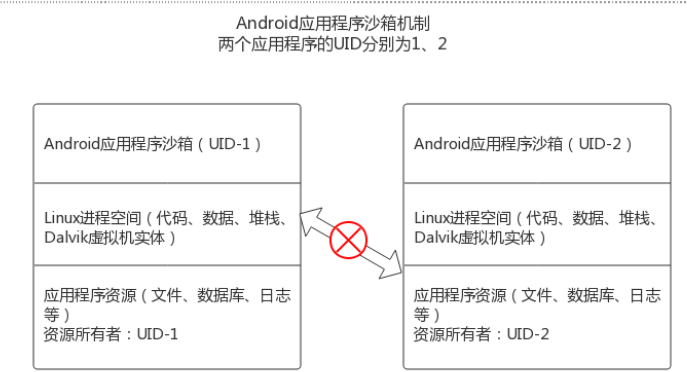 Android应用程序沙箱机制
两个应用程序的UID分别为1、2
Android应用程序沙箱（UID-1）
Linux进程空间（代码、数据、堆栈、
Dalvik虚拟机实体）
应用程序资源（文件、数据库、日志
等）
资源所有者：UID-1
Android应用程序沙箱（UID-2）
Linux进程空间（代码、数据、堆栈、
Dalvik虚拟机实体）
应用程序资源（文件、数据库、日志
等）
资源所有者：UID-2